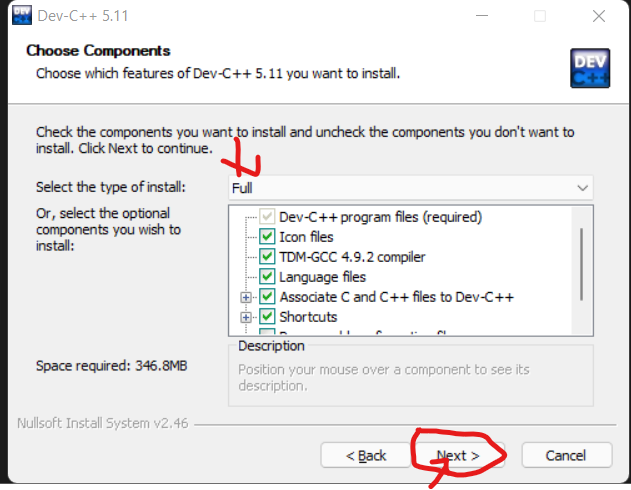 Dev-C++ 5.11
Choose Components
Choose which features of Dev-C++ 5.11 you want to install.
DEV
C++
Check the components you want to install and uncheck the components you don't want to
install. Click Next to continue.
Select the type of install:
Full
Or, select the optional
components you wish to
install:
Dev-C++ program files (required)
Icon files
TDM-GCC 4.9.2 compiler
Language files
Associate C and C++ files to Dev-C++
Shortcuts
Space required: 346.8MB
Description
Position your mouse over a component to see its
description.
Nullsoft Install System v2.46
< Back
Next >
Cancel